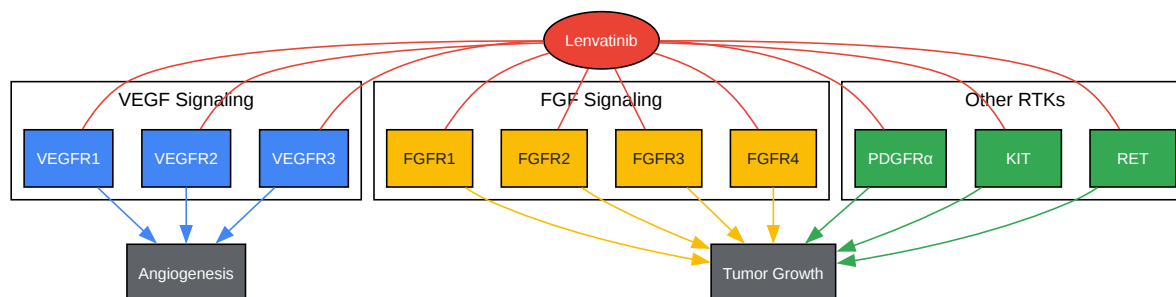 Lenvatinib
VEGF Signaling
FGF Signaling
Other RTKs
VEGFR1
VEGFR2
VEGFR3
FGFR1
FGFR2
FGFR3
FGFR4
PDGFRα
KIT
RET
Angiogenesis
Tumor Growth